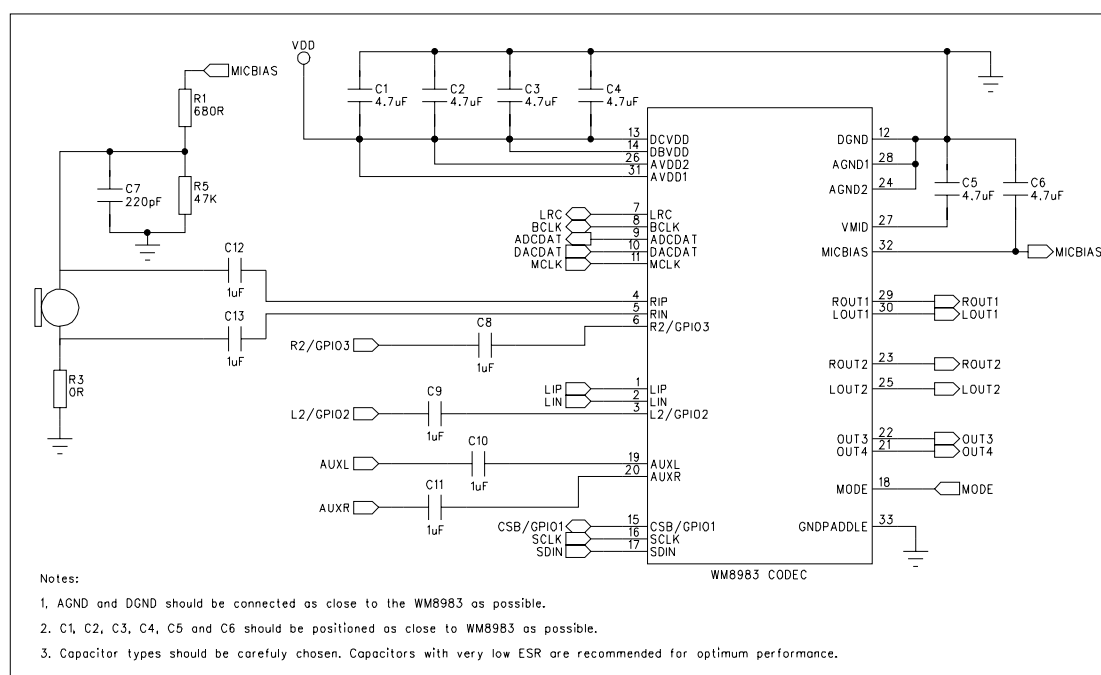 VDD
MICBIAS
R1
680R
C1
4.7uF
C2
4.7uF
C3
4.7uF
C4
4.7uF
C7
220pF
R5
47K
13 DCVDD
14 DBVDD
26 AVDD2
31 AVDD1
DGND 12
AGND1 28
AGND2 24
C5
4.7uF
C6
4.7uF
VMID 27
MICBIAS 32 MICBIAS
LRC 7 LRC
BCLK 8 BCLK
ADCDAT 9 ADCDAT
DACDAT 10 DACDAT
MCLK 11 MCLK
C12
1uF
C13
1uF
4 RIP
5 RIN
6 R2/GPIO3
ROUT1 29 ROUT1
LOUT1 30 LOUT1
R2/GPIO3
C8
1uF
R3
0R
ROUT2 23 ROUT2
LOUT2 25 LOUT2
LIP 1 LIP
LIN 2 LIN
3 L2/GPIO2
L2/GPIO2
C9
1uF
OUT3 22 OUT3
OUT4 21 OUT4
AUXL
C10
1uF
19 AUXL
20 AUXR
AUXR
C11
1uF
MODE 18 MODE
CSB/GPIO1 15 CSB/GPIO1
SCLK 16 SCLK
SDIN 17 SDIN
GNDPADDLE 33
WM8983 CODEC
Notes:
1, AGND and DGND should be connected as close to the WM8983 as possible.
2. C1, C2, C3, C4, C5 and C6 should be positioned as close to WM8983 as possible.
3. Capacitor types should be carefuly chosen. Capacitors with very low ESR are recommended for optimum performance.